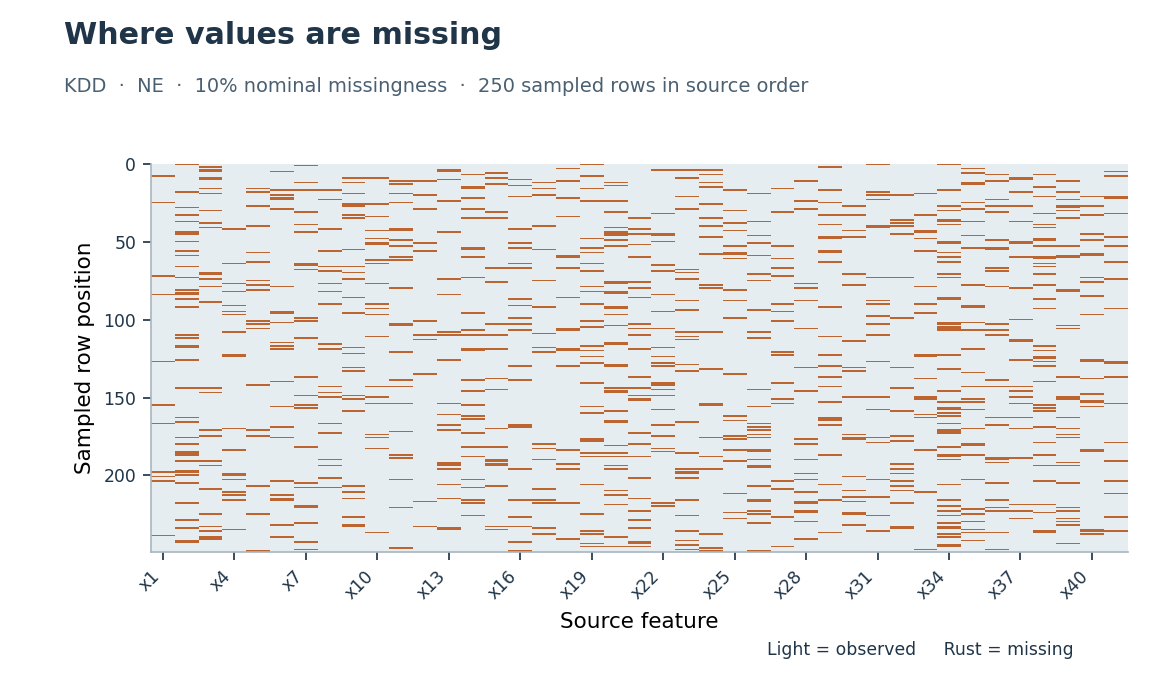 Where values are missing
KDD · NE · 10% nominal missingness · 250 sampled rows in source order
0
50
100
150
200
Sampled row position
x1 x4 x7 x10 x13 x16 x19 x22 x25 x28 x31 x34 x37 x40
Source feature
Light = observed Rust = missing